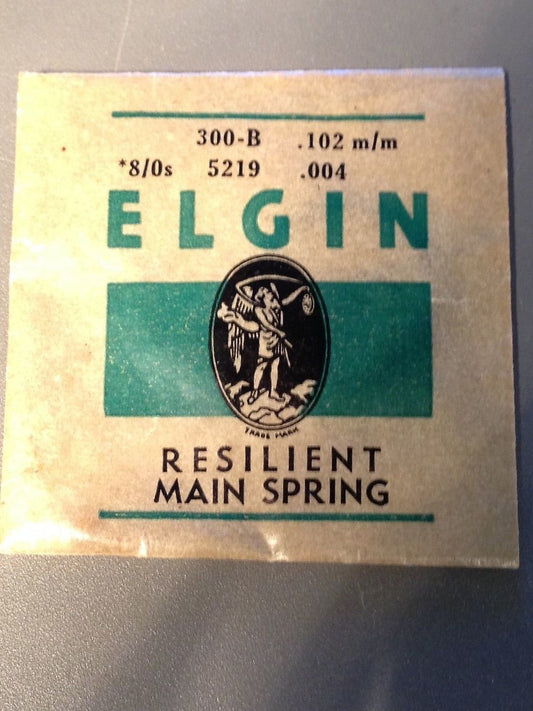 300-B .102 m/m
*8/0s 5219 .004
ELGIN
TRADE MARK
RESILIENT
MAIN SPRING